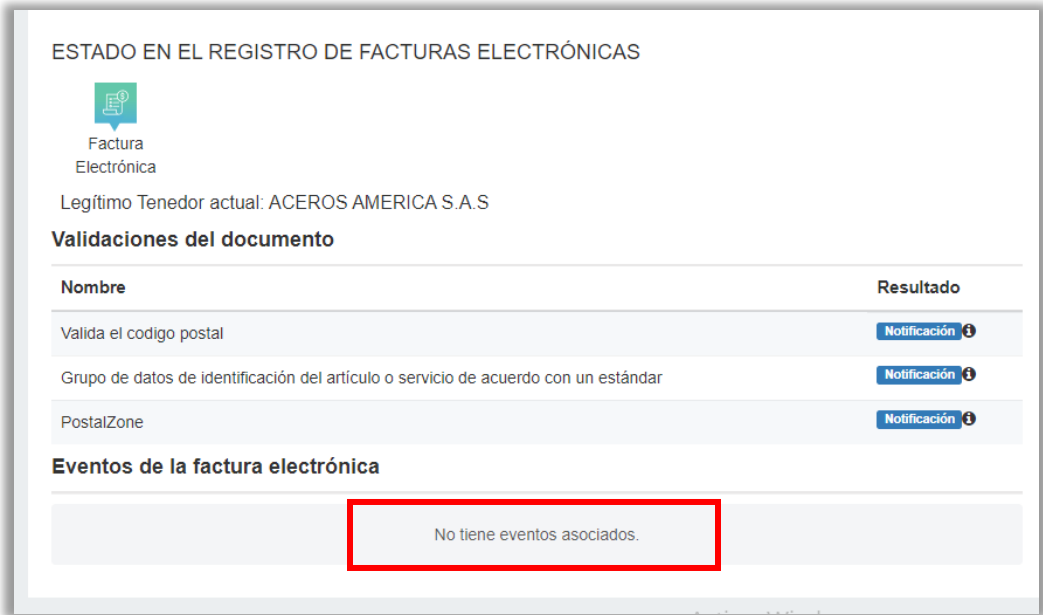 ESTADO EN EL REGISTRO DE FACTURAS ELECTRÓNICAS
Factura
Electrónica
Legítimo Tenedor actual: ACEROS AMERICA S.A.S
Validaciones del documento
Nombre Resultado
Valida el codigo postal Notificación
Grupo de datos de identificación del artículo o servicio de acuerdo con un estándar Notificación
PostalZone Notificación
Eventos de la factura electrónica
No tiene eventos asociados.